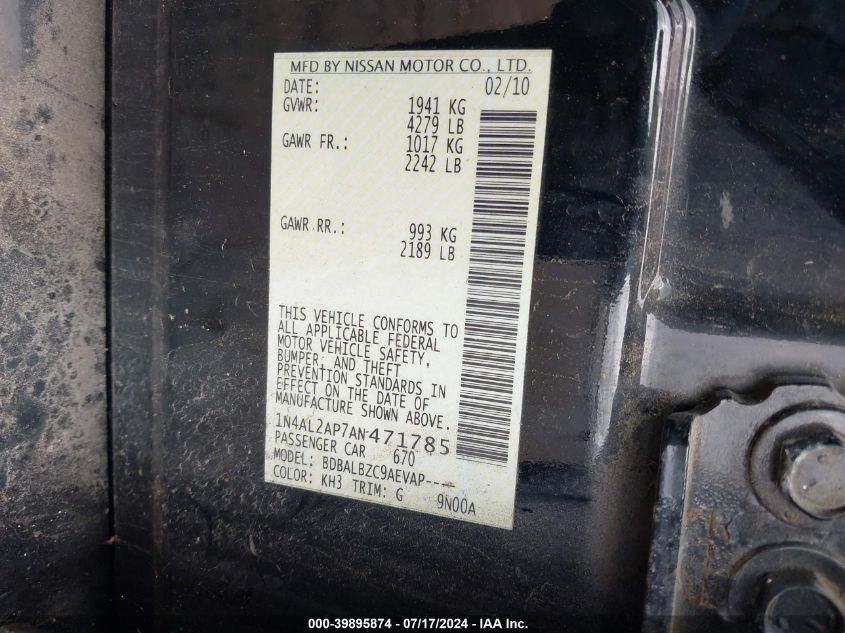 MFD BY NISSAN MOTOR CO., LTD.
DATE: 02/10
GVWR: 1941 KG
4279 LB
GAWR FR.: 1017 KG
2242 LB
GAWR RR.: 993 KG
2189 LB
THIS VEHICLE CONFORMS TO
ALL APPLICABLE FEDERAL
MOTOR VEHICLE SAFETY,
BUMPER, AND THEFT
PREVENTION STANDARDS IN
EFFECT ON THE DATE OF
MANUFACTURE SHOWN ABOVE.
1N4AL2AP7AN471785
PASSENGER CAR 670
MODEL: BDBALBZC9AEVAP----
COLOR: KH3 TRIM: G 9N00A
000-39895874 - 07/17/2024 - IAA Inc.